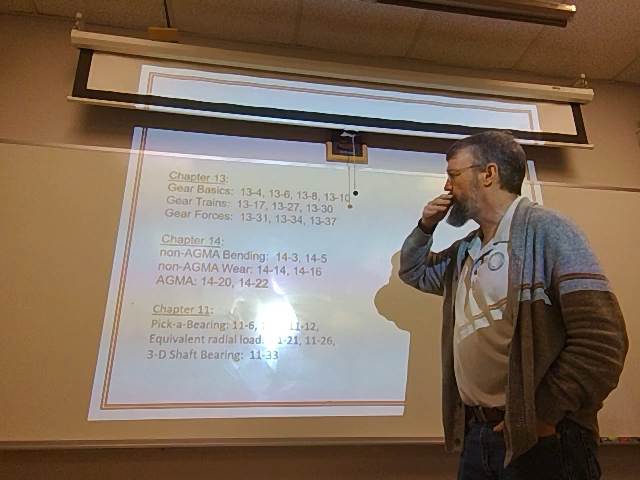 Chapter 13:
Gear Basics: 13-4, 13-6, 13-8, 13-10
Gear Trains: 13-17, 13-27, 13-30
Gear Forces: 13-31, 13-34, 13-37
Chapter 14:
non-AGMA Bending: 14-3, 14-5
non-AGMA Wear: 14-14, 14-16
AGMA: 14-20, 14-22
Chapter 11:
Pick-a-Bearing: 11-6, 11-12,
Equivalent radial load: 11-21, 11-26,
3-D Shaft Bearing: 11-33